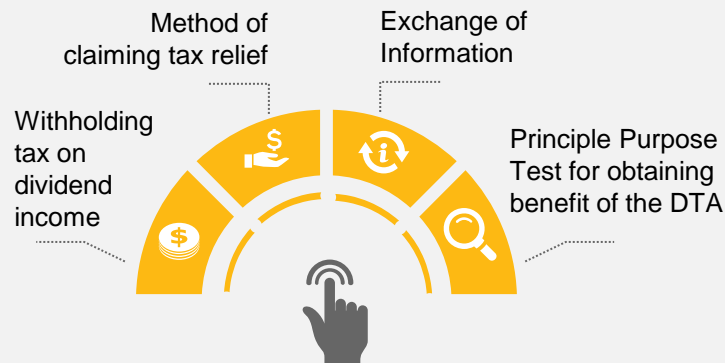 Method of
claiming tax relief
Exchange of
Information
Withholding
tax on
dividend
income
Principle Purpose
Test for obtaining
benefit of the DTA
$
$
i